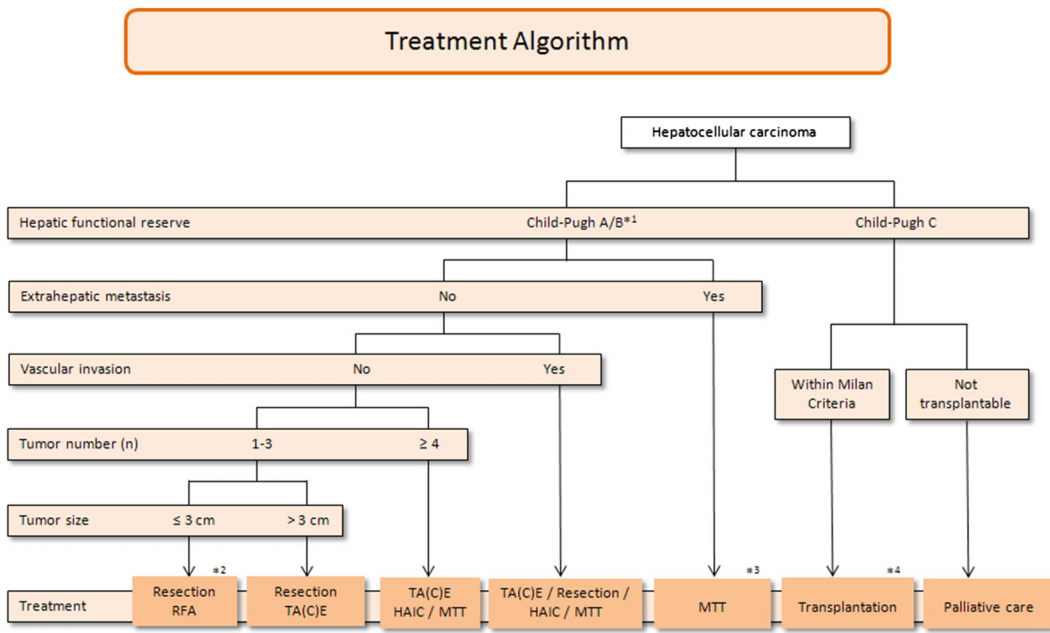 Treatment Algorithm
Hepatocellular carcinoma
Hepatic functional reserve Child-Pugh A/B*1 Child-Pugh C
Extrahepatic metastasis No Yes
Vascular invasion No Yes
Within Milan
Criteria
Not
transplantable
Tumor number (n) 1-3 ≥ 4
Tumor size ≤ 3 cm > 3 cm
Treatment
*2
Resection
RFA
Resection
TA(C)E
TA(C)E
HAIC / MTT
TA(C)E / Resection /
HAIC / MTT
*3
MTT
*4
Transplantation
Palliative care